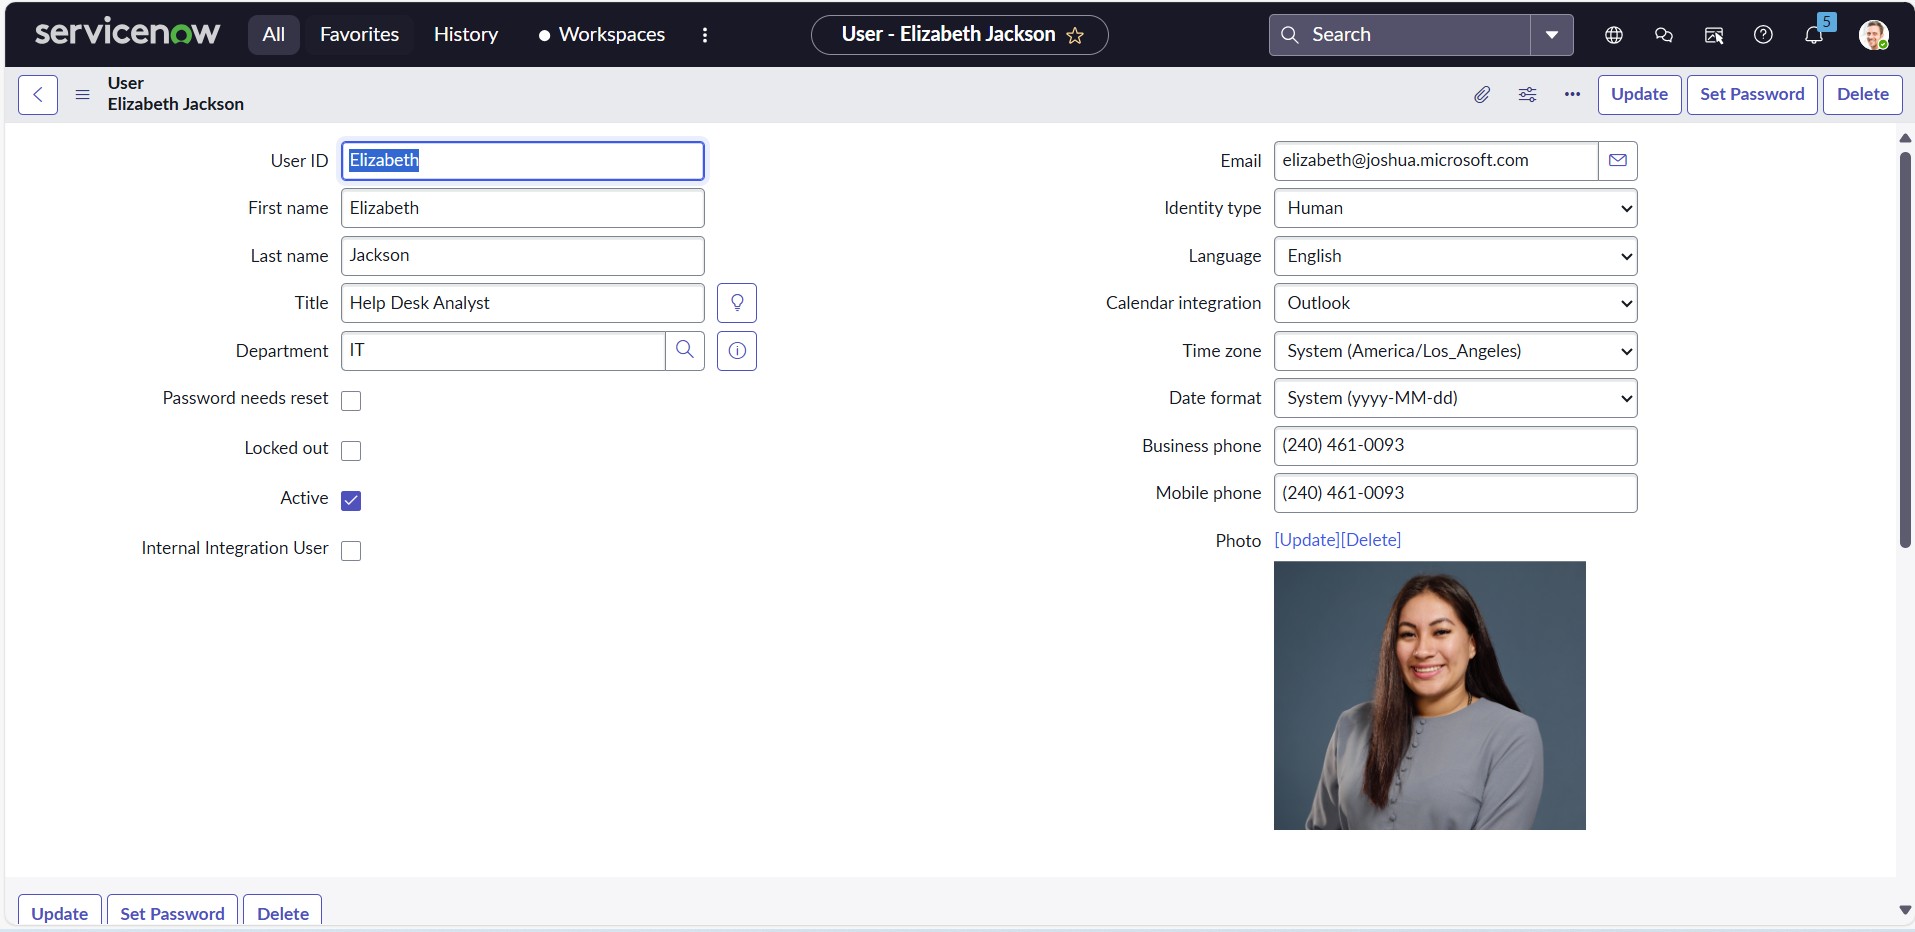 servicenow All Favorites History Workspaces User - Elizabeth Jackson Search 5
User
Elizabeth Jackson
Update Set Password Delete
User ID Elizabeth
First name Elizabeth
Last name Jackson
Title Help Desk Analyst
Department IT
Password needs reset
Locked out
Active
Internal Integration User
Email elizabeth@joshua.microsoft.com
Identity type Human
Language English
Calendar integration Outlook
Time zone System (America/Los_Angeles)
Date format System (yyyy-MM-dd)
Business phone (240) 461-0093
Mobile phone (240) 461-0093
Photo [Update][Delete]
Update Set Password Delete